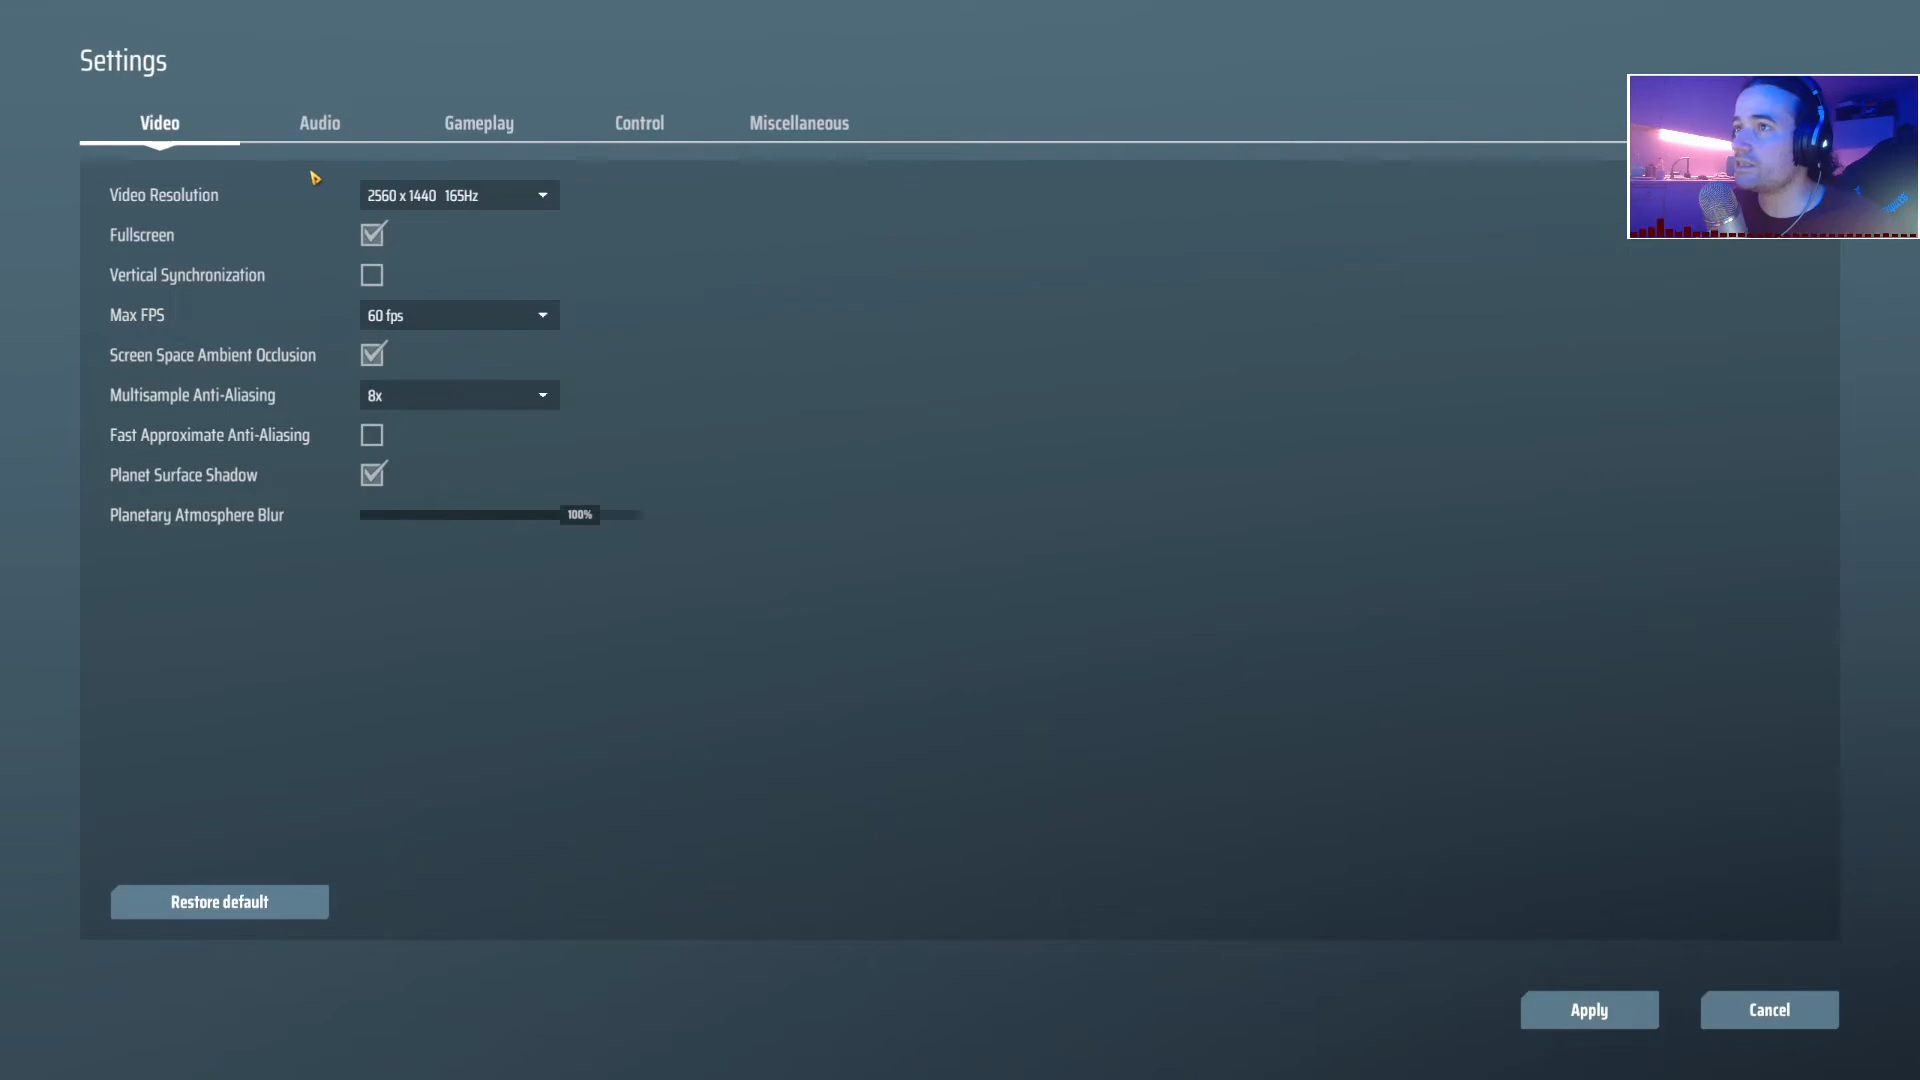 Settings
Video Audio Gameplay Control Miscellaneous
Video Resolution 2560 x 1440 165Hz
Fullscreen
Vertical Synchronization
Max FPS 60 fps
Screen Space Ambient Occlusion
Multisample Anti-Aliasing 8x
Fast Approximate Anti-Aliasing
Planet Surface Shadow
Planetary Atmosphere Blur 100%
Restore default
Apply Cancel